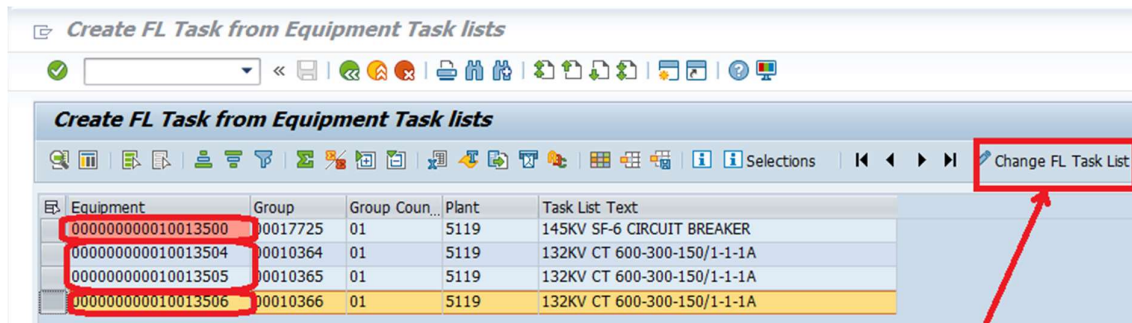 Create FL Task from Equipment Task lists
Create FL Task from Equipment Task lists
Selections Change FL Task List
Equipment Group Group Coun... Plant Task List Text
000000000010013500 00017725 01 5119 145KV SF-6 CIRCUIT BREAKER
000000000010013504 00010364 01 5119 132KV CT 600-300-150/1-1-1A
000000000010013505 00010365 01 5119 132KV CT 600-300-150/1-1-1A
000000000010013506 00010366 01 5119 132KV CT 600-300-150/1-1-1A